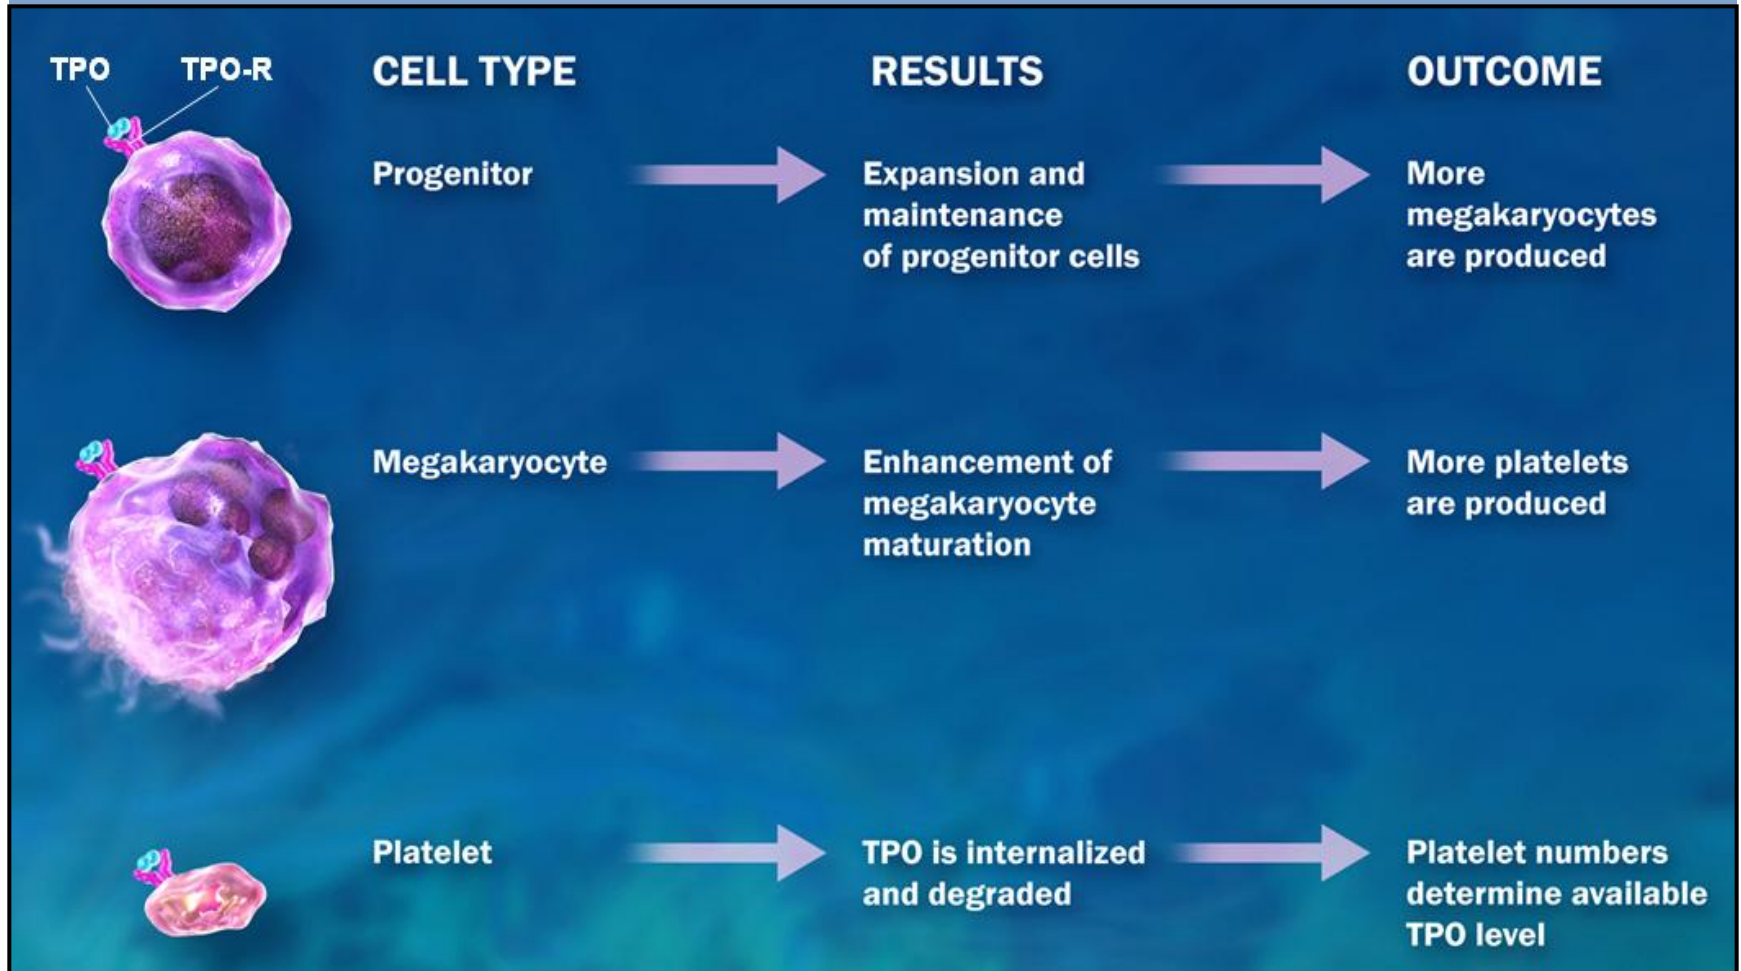 TPO TPO-R CELL TYPE RESULTS OUTCOME
Progenitor
Expansion and
maintenance
of progenitor cells
More
megakaryocytes
are produced
Megakaryocyte
Enhancement of
megakaryocyte
maturation
More platelets
are produced
Platelet
TPO is internalized
and degraded
Platelet numbers
determine available
TPO level